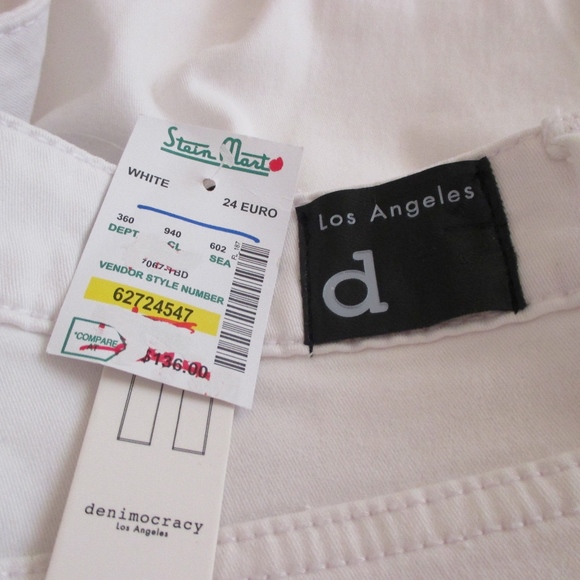 Stein Mart
WHITE
24 EURO
360 940 602
DEPT CL SEA
VENDOR STYLE NUMBER
62724547
*COMPARE AT
$136.00
Los Angeles
d
denimocracy
Los Angeles